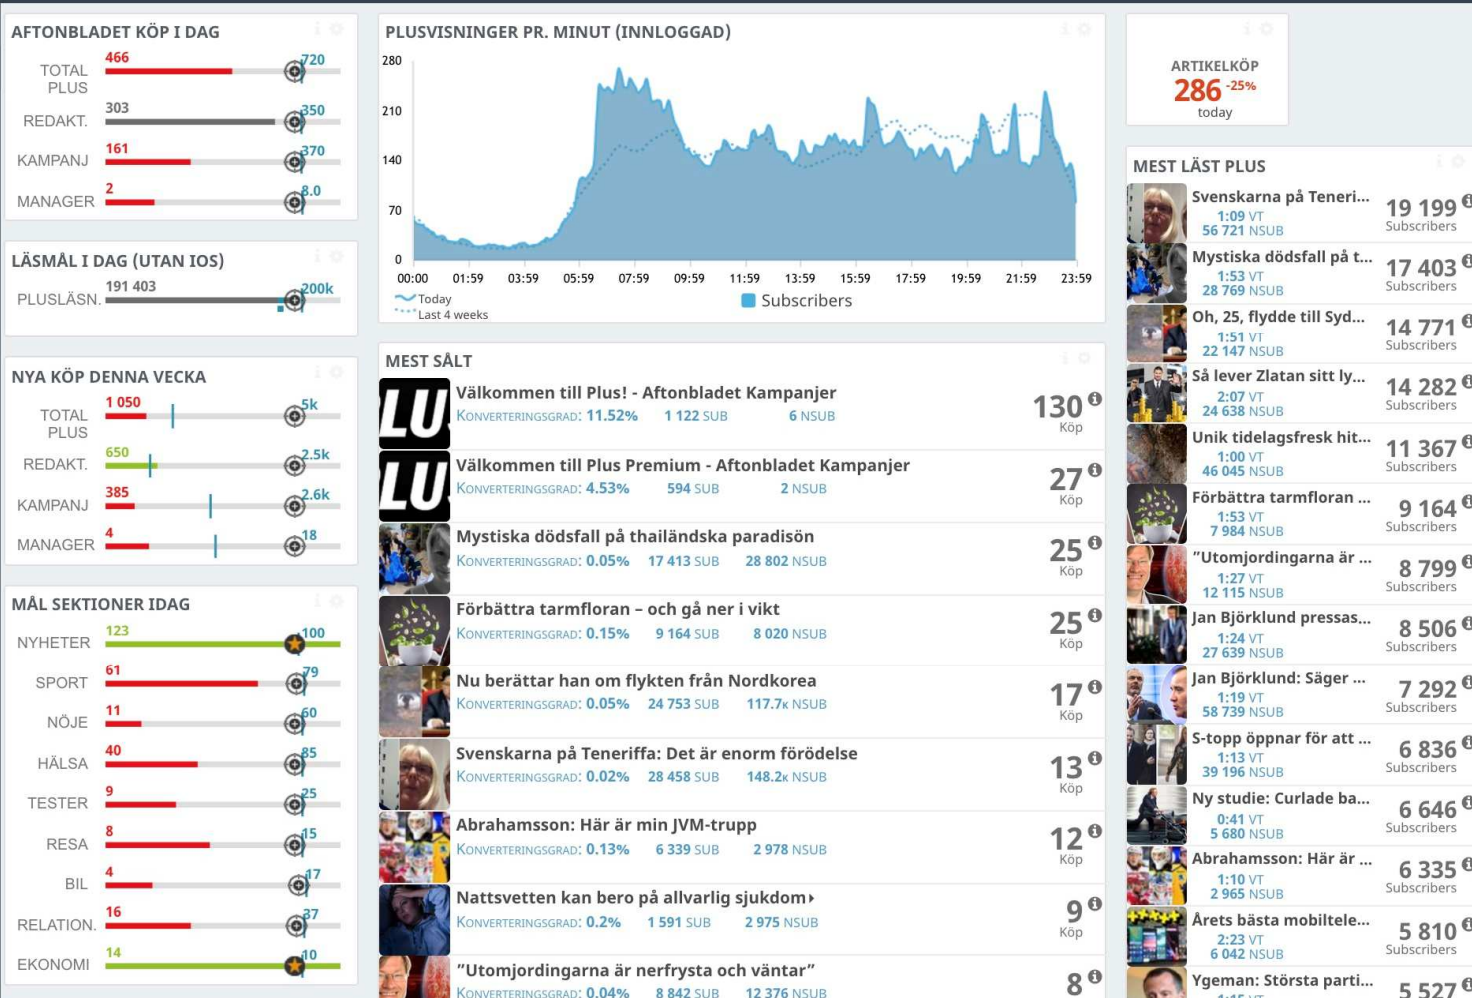 AFTONBLADET KÖP I DAG
466
720
TOTAL
PLUS
303
350
REDAKT.
161
370
KAMPANJ
2
8.0
MANAGER
LÄSMÅL I DAG (UTAN IOS)
191 403
200k
PLUSLÄSN.
NYA KÖP DENNA VECKA
1 050
5k
TOTAL
PLUS
650
2.5k
REDAKT.
385
2.6k
KAMPANJ
4
18
MANAGER
MÅL SEKTIONER IDAG
123
100
NYHETER
61
79
SPORT
11
60
NÖJE
40
85
HÄLSA
9
25
TESTER
8
15
RESA
4
17
BIL
16
37
RELATION.
14
10
EKONOMI
PLUSVISNINGER PR. MINUT (INNLOGGAD)
280
210
140
70
0
00:00 01:59 03:59 05:59 07:59 09:59 11:59 13:59 15:59 17:59 19:59 21:59 23:59
Today
Last 4 weeks
Subscribers
MEST SÅLT
Välkommen till Plus! - Aftonbladet Kampanjer
KONVERTERINGSGRAD: 11.52% 1 122 SUB 6 NSUB
130
Köp
Välkommen till Plus Premium - Aftonbladet Kampanjer
KONVERTERINGSGRAD: 4.53% 594 SUB 2 NSUB
27
Köp
Mystiska dödsfall på thailändska paradisön
KONVERTERINGSGRAD: 0.05% 17 413 SUB 28 802 NSUB
25
Köp
Förbättra tarmfloran – och gå ner i vikt
KONVERTERINGSGRAD: 0.15% 9 164 SUB 8 020 NSUB
25
Köp
Nu berättar han om flykten från Nordkorea
KONVERTERINGSGRAD: 0.05% 24 753 SUB 117.7K NSUB
17
Köp
Svenskarna på Teneriffa: Det är enorm förödelse
KONVERTERINGSGRAD: 0.02% 28 458 SUB 148.2K NSUB
13
Köp
Abrahamsson: Här är min JVM-trupp
KONVERTERINGSGRAD: 0.13% 6 339 SUB 2 978 NSUB
12
Köp
Nattsvetten kan bero på allvarlig sjukdom
KONVERTERINGSGRAD: 0.2% 1 591 SUB 2 975 NSUB
9
Köp
”Utomjordingarna är nerfrysta och väntar”
KONVERTERINGSGRAD: 0.04% 8 842 SUB 12 376 NSUB
8
ARTIKELKÖP
286 -25%
today
MEST LÄST PLUS
Svenskarna på Teneri...
1:09 VT
56 721 NSUB
19 199
Subscribers
Mystiska dödsfall på t...
1:53 VT
28 769 NSUB
17 403
Subscribers
Oh, 25, flydde till Syd...
1:51 VT
22 147 NSUB
14 771
Subscribers
Så lever Zlatan sitt ly...
2:07 VT
24 638 NSUB
14 282
Subscribers
Unik tidelagsfresk hit...
1:00 VT
46 045 NSUB
11 367
Subscribers
Förbättra tarmfloran ...
1:53 VT
7 984 NSUB
9 164
Subscribers
”Utomjordingarna är ...
1:27 VT
12 115 NSUB
8 799
Subscribers
Jan Björklund pressas...
1:24 VT
27 639 NSUB
8 506
Subscribers
Jan Björklund: Säger ...
1:19 VT
58 739 NSUB
7 292
Subscribers
S-topp öppnar för att ...
1:13 VT
39 196 NSUB
6 836
Subscribers
Ny studie: Curlade ba...
0:41 VT
5 680 NSUB
6 646
Subscribers
Abrahamsson: Här är ...
1:10 VT
2 965 NSUB
6 335
Subscribers
Årets bästa mobiltele...
2:23 VT
6 042 NSUB
5 810
Subscribers
Ygeman: Största parti...
5 527